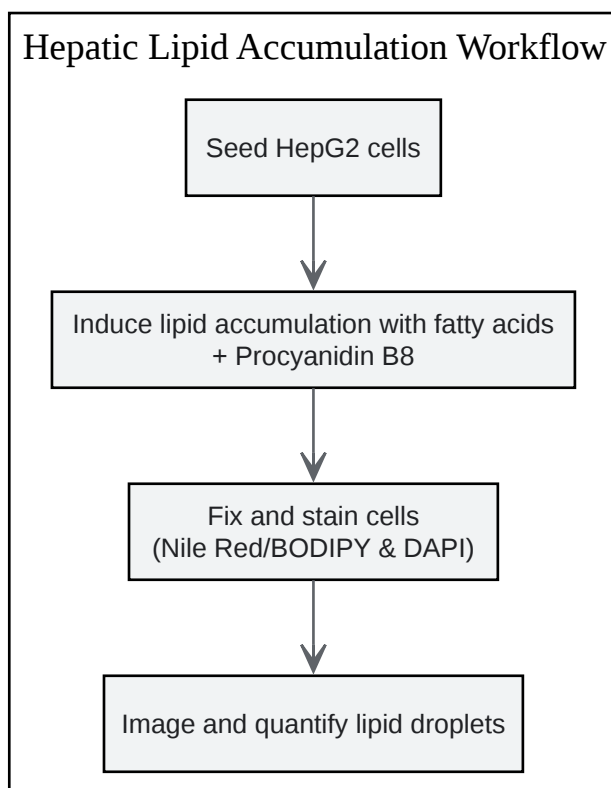 Hepatic Lipid Accumulation Workflow
Seed HepG2 cells
Induce lipid accumulation with fatty acids
+ Procyanidin B8
Fix and stain cells
(Nile Red/BODIPY & DAPI)
Image and quantify lipid droplets